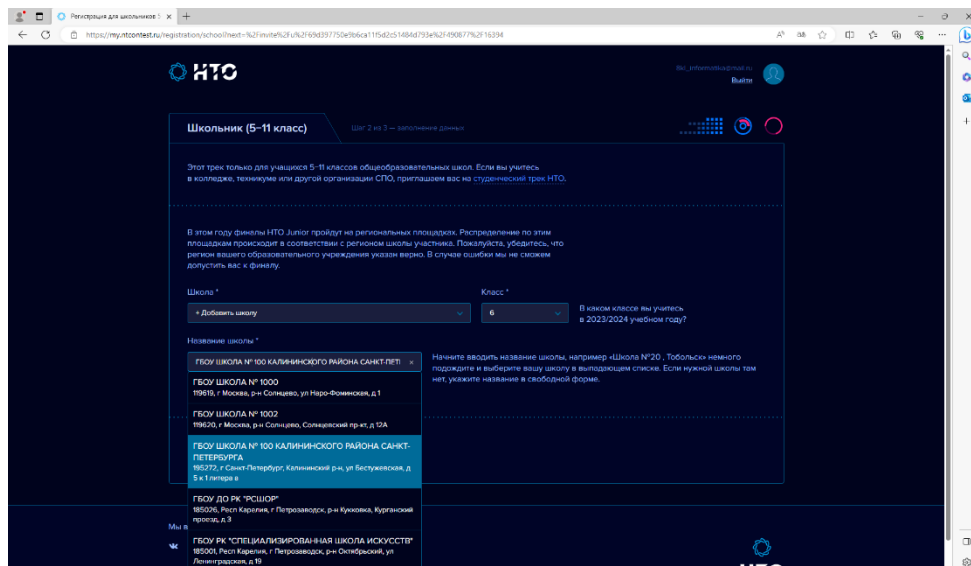 Регистрация для школьников 5
https://my.ntcontest.ru/registration/school?next=%2Finvite%2Fu%2F69d397750e9b6ca11f5d2c51484d793e%2F490877%2F16394
НТО
Выйти
Школьник (5–11 класс)
Шаг 2 из 3 — заполнение данных
Этот трек только для учащихся 5–11 классов общеобразовательных школ. Если вы учитесь
в колледже, техникуме или другой организации СПО, приглашаем вас на студенческий трек НТО.
В этом году финалы НТО Junior пройдут на региональных площадках. Распределение по этим
площадкам происходит в соответствии с регионом школы участника. Пожалуйста, убедитесь, что
регион вашего образовательного учреждения указан верно. В случае ошибки мы не сможем
допустить вас к финалу.
Школа *
Класс *
+ Добавить школу
6
В каком классе вы учитесь
в 2023/2024 учебном году?
Название школы *
ГБОУ ШКОЛА № 100 КАЛИНИНСКОГО РАЙОНА САНКТ-ПЕТ
Начните вводить название школы, например «Школа №20 , Тобольск» немного
подождите и выберите вашу школу в выпадающем списке. Если нужной школы там
нет, укажите название в свободной форме.
ГБОУ ШКОЛА № 1000
119619, г Москва, р-н Солнцево, ул Наро-Фоминская, д 1
ГБОУ ШКОЛА № 1002
119620, г Москва, р-н Солнцево, Солнцевский пр-кт, д 12А
ГБОУ ШКОЛА № 100 КАЛИНИНСКОГО РАЙОНА САНКТ-
ПЕТЕРБУРГА
195272, г Санкт-Петербург, Калининский р-н, ул Бестужевская, д
5 к 1 литера в
ГБОУ ДО РК "РСШОР"
185026, Респ Карелия, г Петрозаводск, р-н Кукковка, Курганский
проезд, д 3
Мы в
ГБОУ РК "СПЕЦИАЛИЗИРОВАННАЯ ШКОЛА ИСКУССТВ"
185001, Респ Карелия, г Петрозаводск, р-н Октябрьский, ул
Ленинградская, д 19